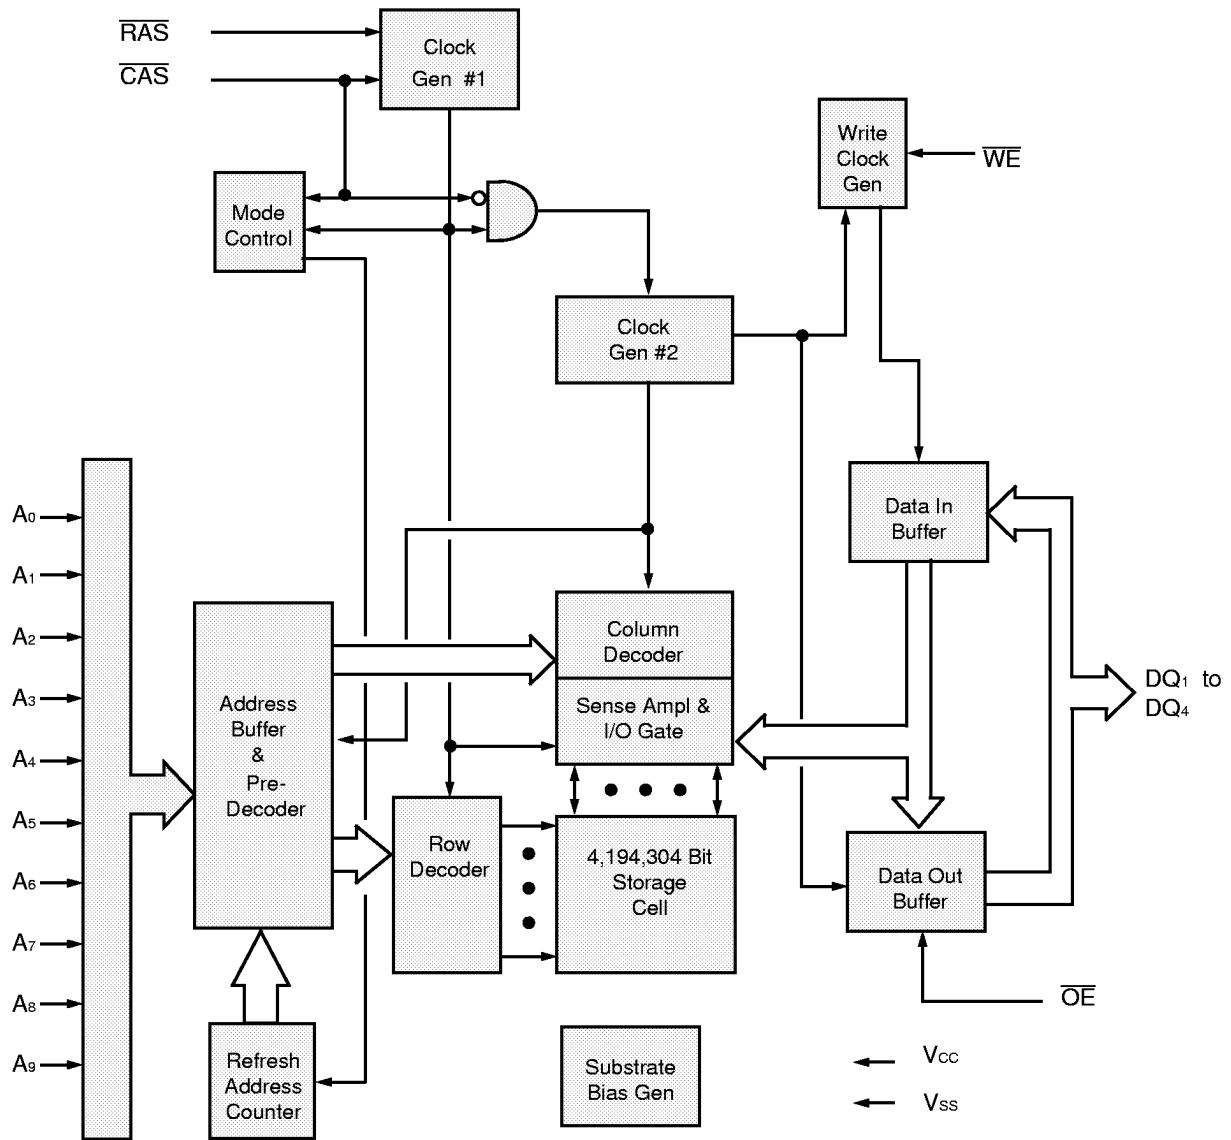 RAS
CAS
Clock
Gen #1
Write
Clock
Gen
WE
Mode
Control
Clock
Gen #2
A0
A1
A2
A3
A4
A5
A6
A7
A8
A9
Address
Buffer
&
Pre-
Decoder
Column
Decoder
Sense Ampl &
I/O Gate
Data In
Buffer
DQ1 to
DQ4
Row
Decoder
4,194,304 Bit
Storage
Cell
Data Out
Buffer
OE
Refresh
Address
Counter
Substrate
Bias Gen
VCC
VSS